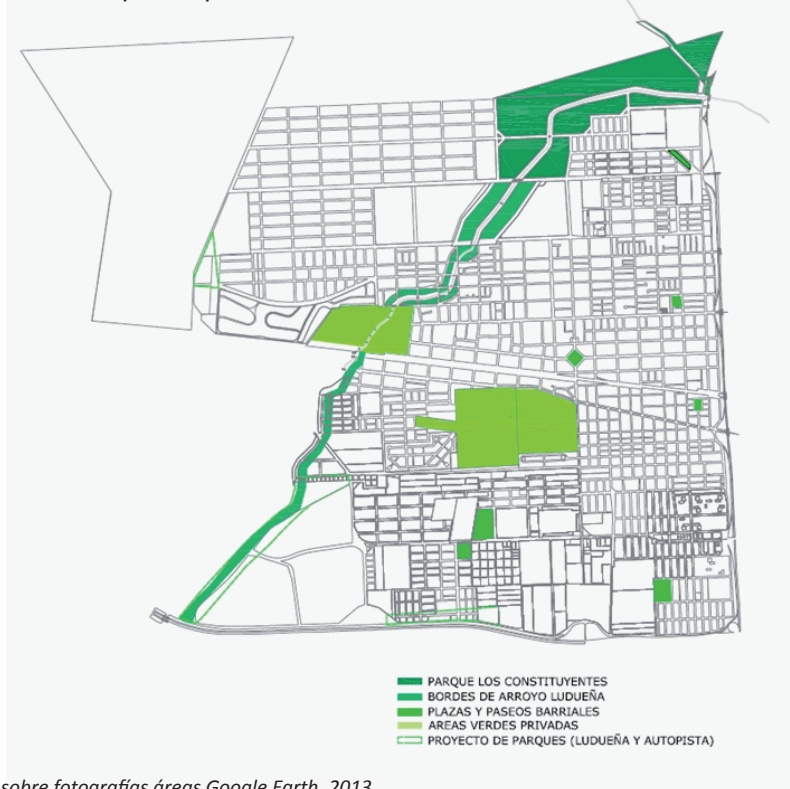 PARQUE LOS CONSTITUYENTES
BORDES DE ARROYO LUDUEÑA
PLAZAS Y PASEOS BARRIALES
AREAS VERDES PRIVADAS
PROYECTO DE PARQUES (LUDUEÑA Y AUTOPISTA)
sobre fotografías áreas Google Earth, 2013